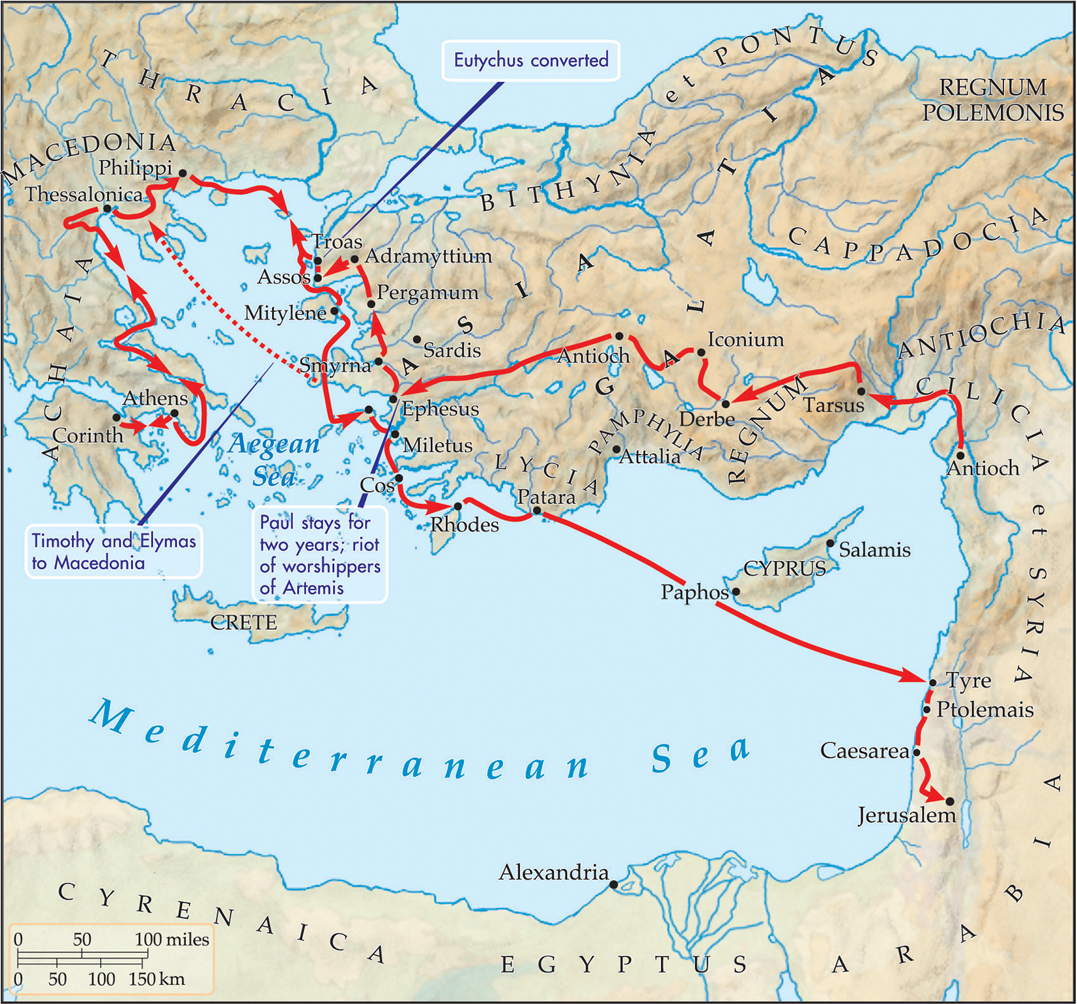 Eutychus converted
THRACIA
BITHYNIA et PONTUS
REGNUM
POLEMONIS
MACEDONIA
Philippi
Thessalonica
GALATIA
CAPPADOCIA
Troas
Adramyttium
Assos
Pergamum
Mitylene
ASIA
ACHAIA
Sardis
Smyrna
Antioch
Iconium
ANTIOCHIA
CILICIA et SYRIA
Athens
Corinth
Ephesus
Derbe
Tarsus
REGNUM
PAMPHYLIA
Aegean
Sea
Miletus
Attalia
LYCIA
Antioch
Cos
Patara
Rhodes
Timothy and Elymas
to Macedonia
Paul stays for
two years; riot
of worshippers
of Artemis
Salamis
CYPRUS
Paphos
CRETE
Tyre
Ptolemais
Mediterranean Sea
Caesarea
Jerusalem
Alexandria
CYRENAICA
EGYPTUS
ARABIA
0 50 100 miles
0 50 100 150 km